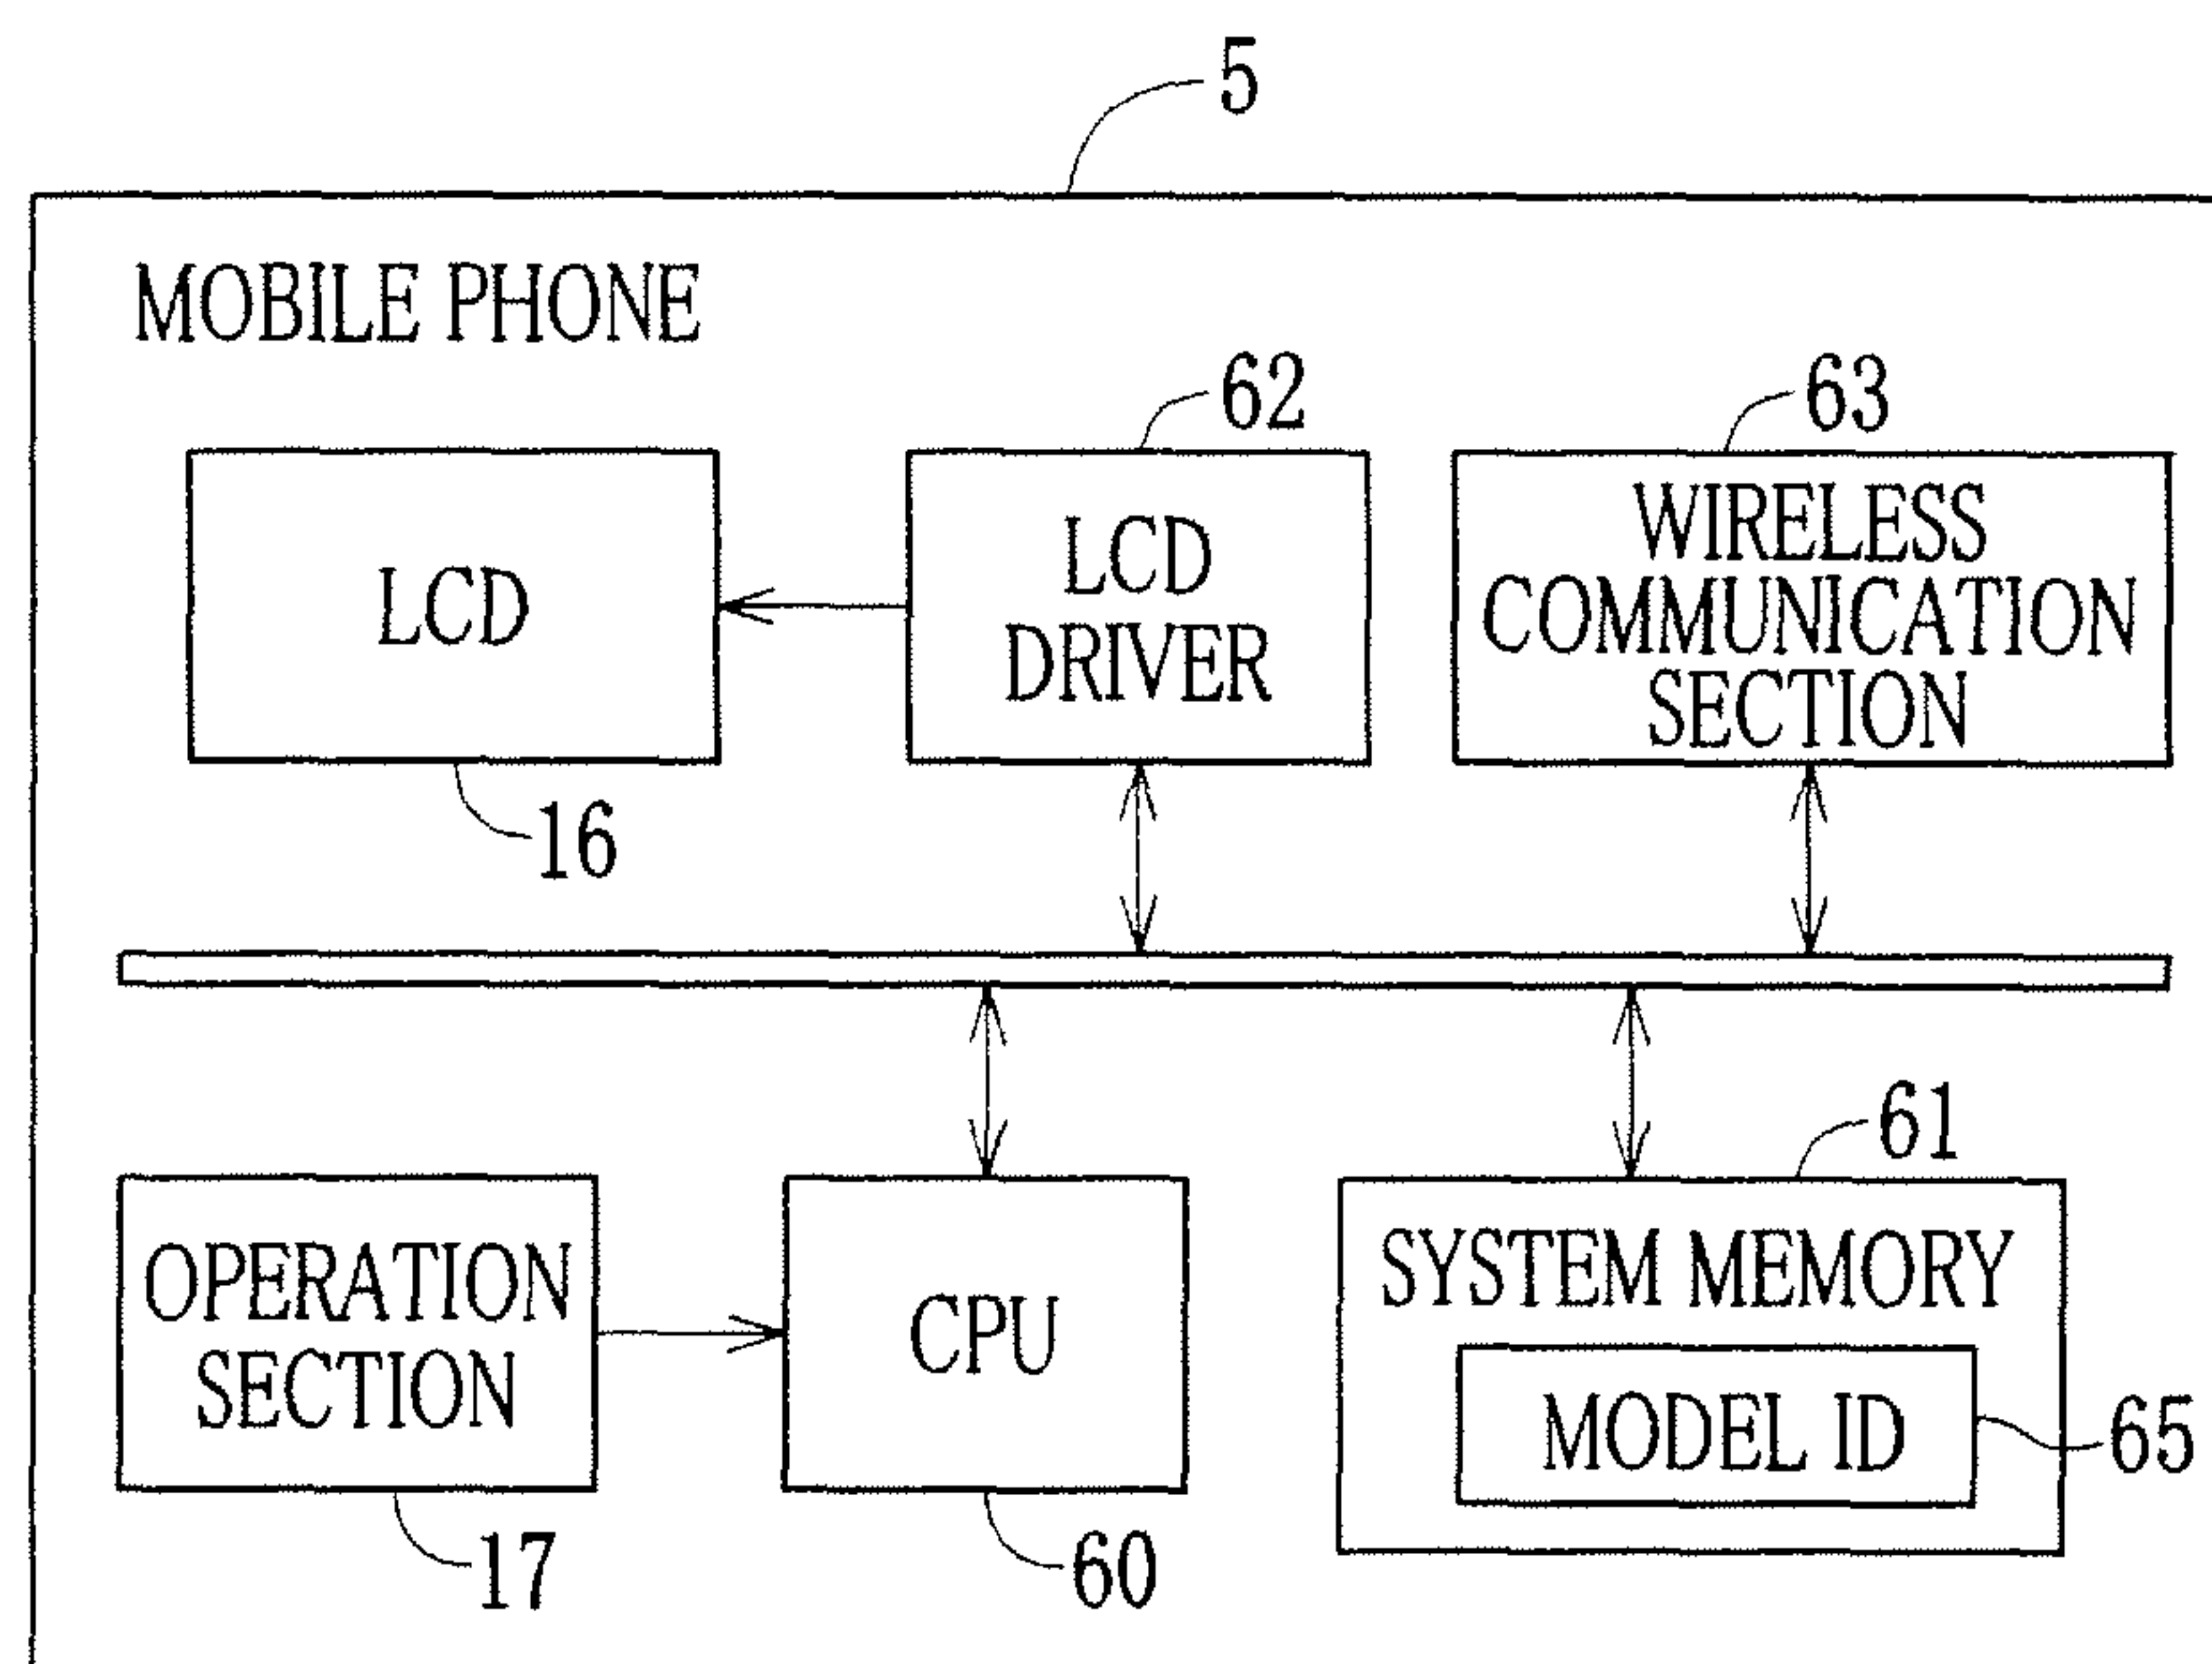 5
MOBILE PHONE
62
63
LCD
LCD
DRIVER
WIRELESS
COMMUNICATION
SECTION
16
61
OPERATION
SECTION
CPU
SYSTEM MEMORY
MODEL ID
65
17
60